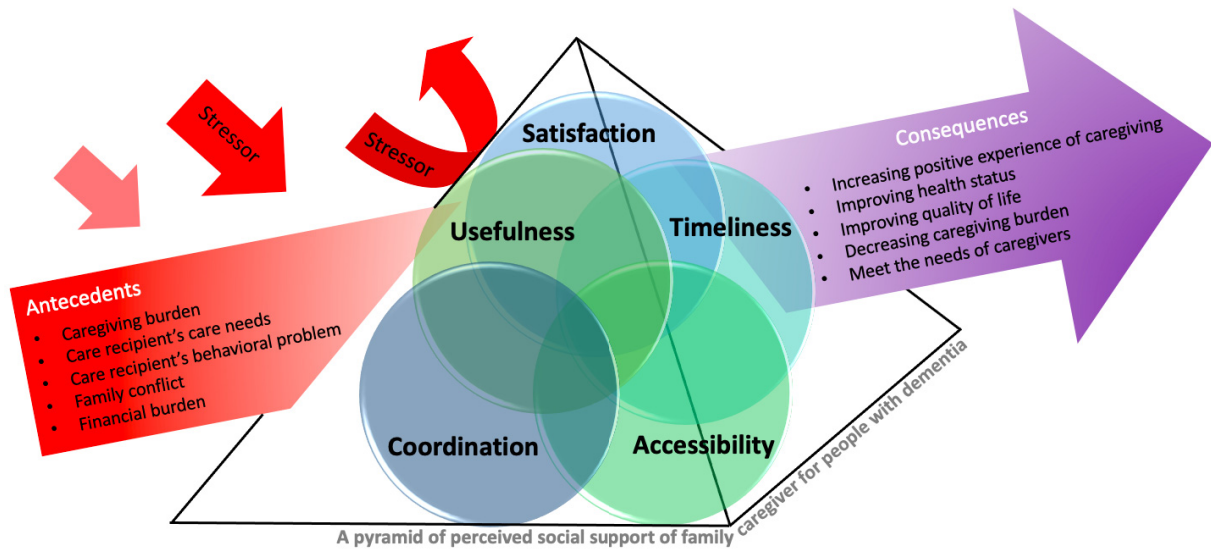 Stressor
Stressor
Satisfaction
Usefulness
Timeliness
Coordination
Accessibility
Antecedents
• Caregiving burden
• Care recipient's care needs
• Care recipient's behavioral problem
• Family conflict
• Financial burden
Consequences
• Increasing positive experience of caregiving
• Improving health status
• Improving quality of life
• Decreasing caregiving burden
• Meet the needs of caregivers
A pyramid of perceived social support of family caregiver for people with dementia